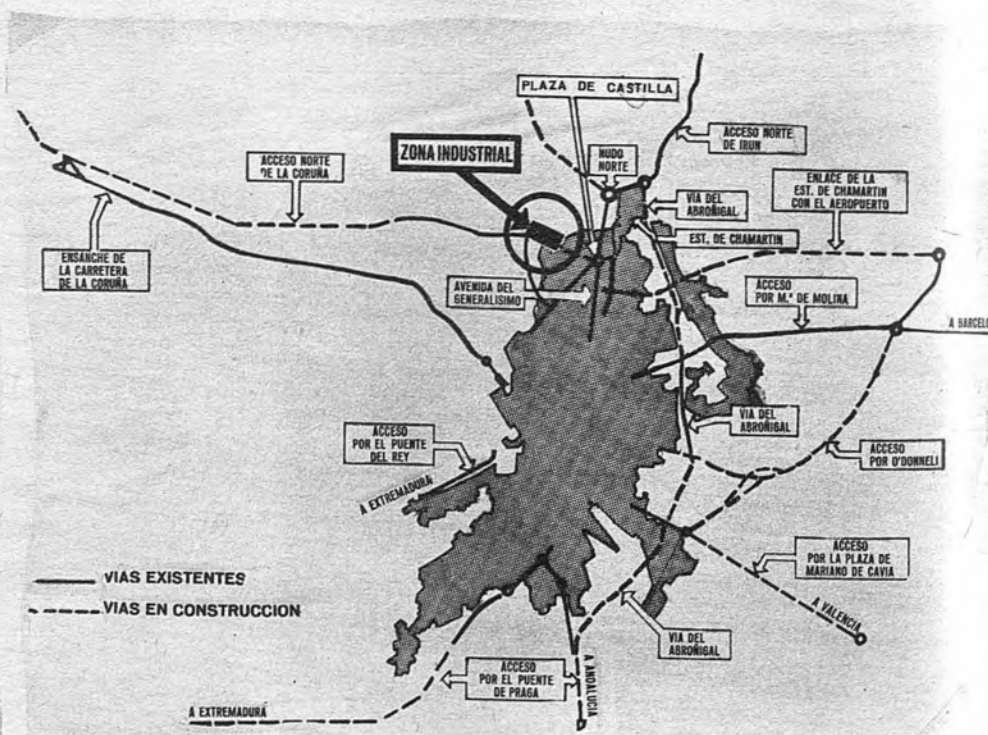 PLAZA DE CASTILLA
ZONA INDUSTRIAL
NUDO
NORTE
ACCESO NORTE
DE IRUN
ACCESO NORTE
DE LA CORUÑA
VIA DEL
ABROÑIGAL
ENLACE DE LA
EST. DE CHAMARTIN
CON EL AEROPUERTO
EST. DE CHAMARTIN
ENSANCHE DE
LA CARRETERA
DE LA CORUÑA
AVENIDA DEL
GENERALISIMO
ACCESO
POR M.ª DE MOLINA
A BARCELO
VIA DEL
ABROÑIGAL
ACCESO
POR EL PUENTE
DEL REY
ACCESO
POR O'DONNELI
A EXTREMADURA
ACCESO
POR LA PLAZA DE
MARIANO DE CAVIA
VIAS EXISTENTES
VIAS EN CONSTRUCCION
A VALENCIA
VIA DEL
ABROÑIGAL
ACCESO
POR EL PUENTE
DE PRAGA
A ANDALUCIA
A EXTREMADURA